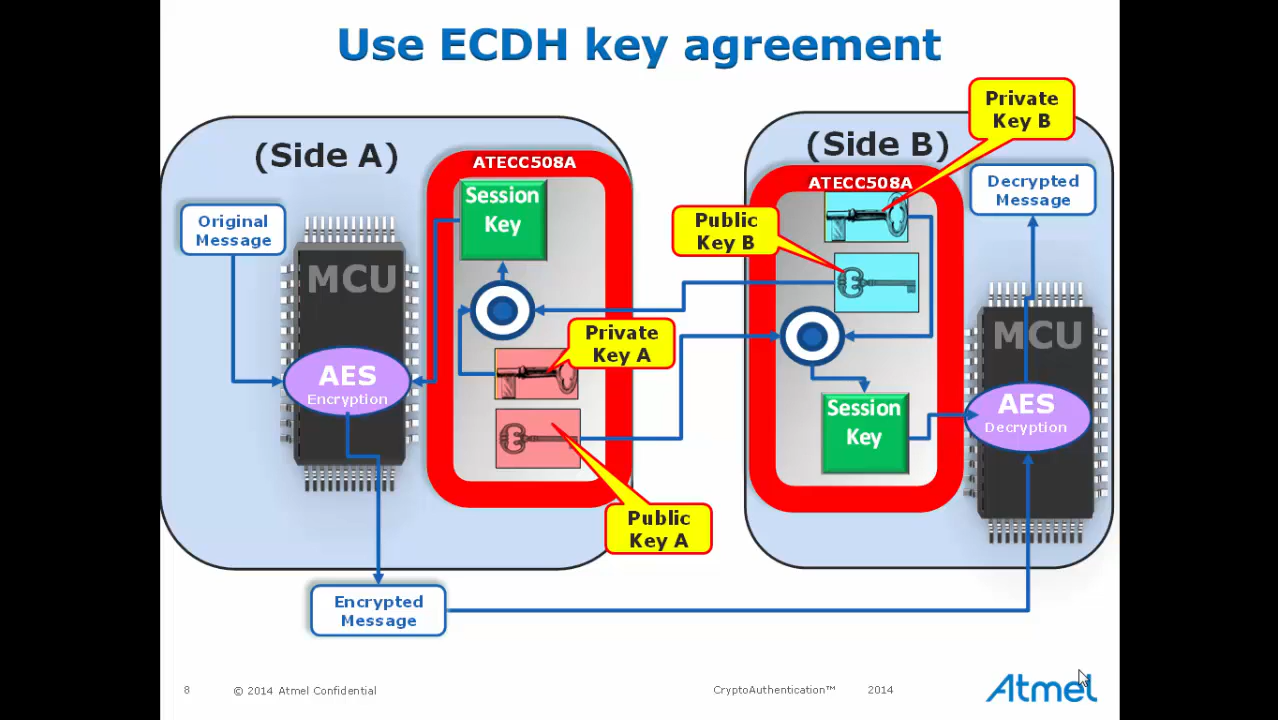 Use ECDH key agreement
Private
Key B
(Side A)
(Side B)
ATECC508A
ATECC508A
Session
Key
Decrypted
Message
Original
Message
Public
Key B
MCU
MCU
Private
Key A
AES
Encryption
Session
Key
AES
Decryption
Public
Key A
Encrypted
Message
8
© 2014 Atmel Confidential
CryptoAuthentication™
2014
Atmel